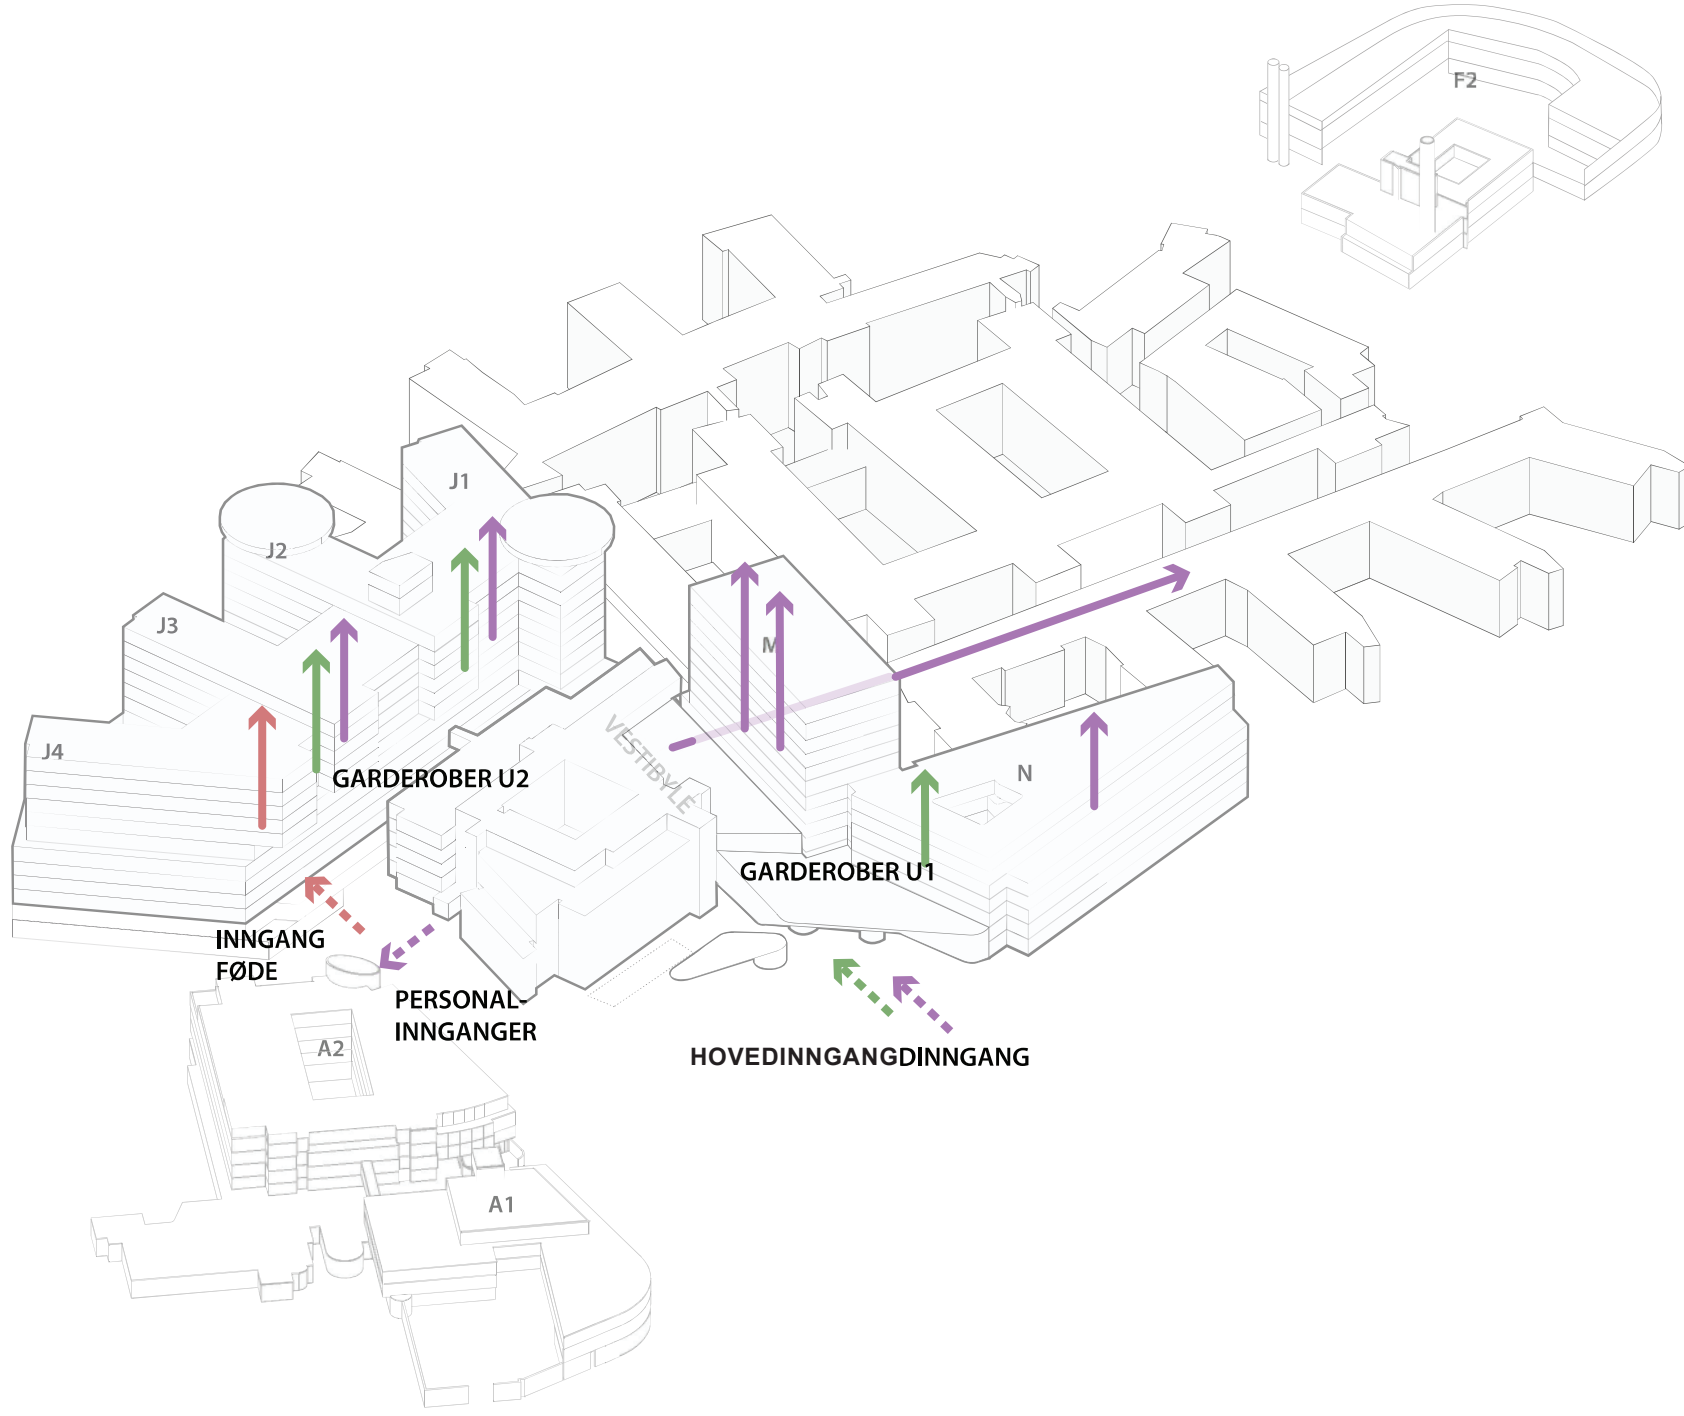 F2
J1
J2
J3
M
VESTIBYLE
J4
GARDEROBER U2
N
GARDEROBER U1
INNGANG
FØDE
PERSONAL-
INNGANGER
A2
HOVEDINNGANGDINNGANG
A1